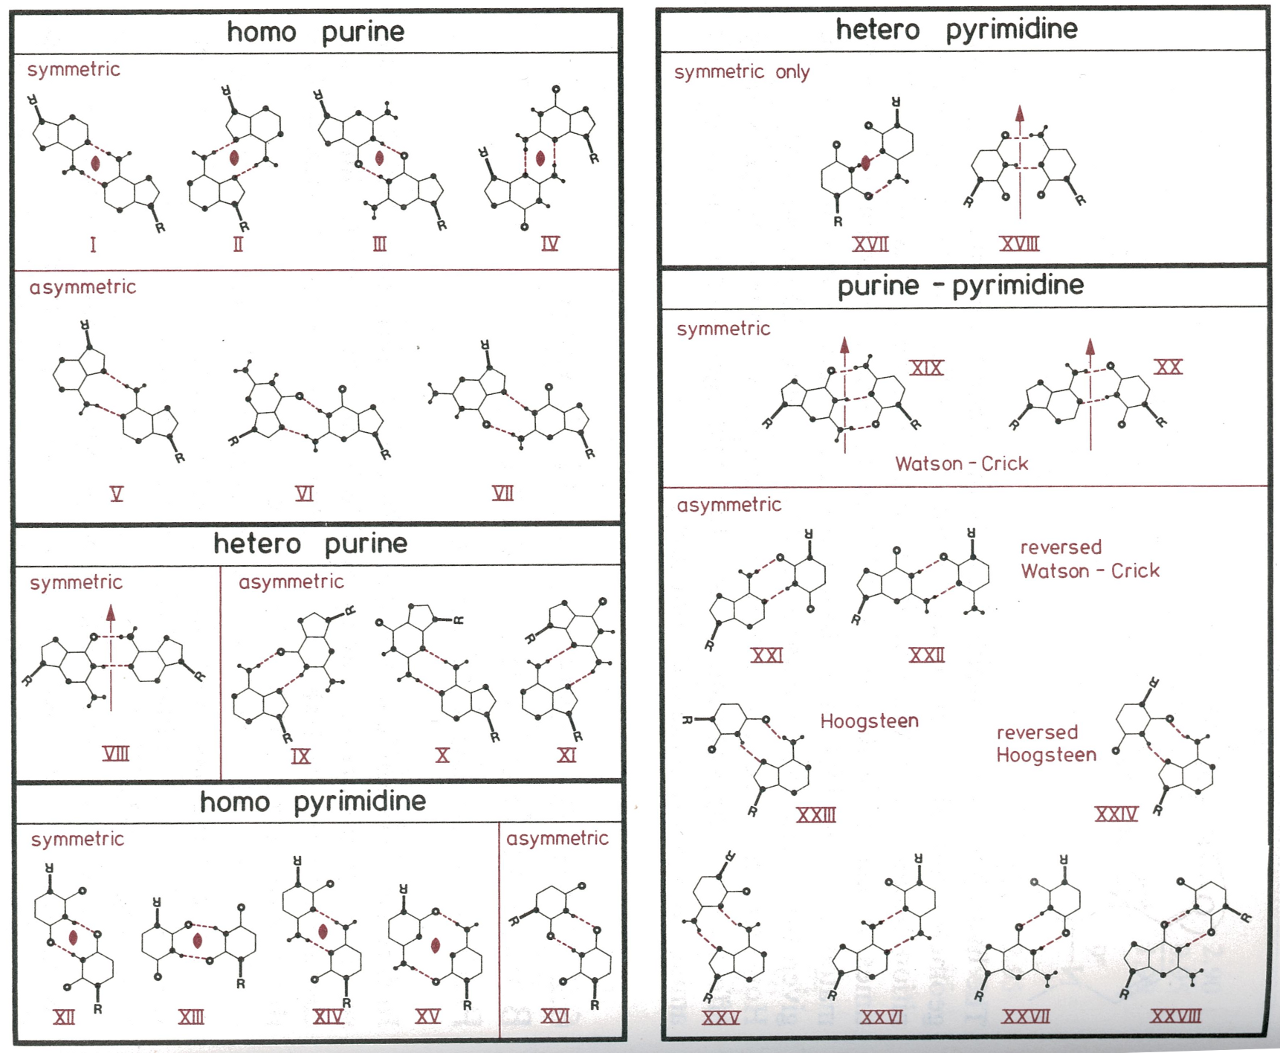 homo purine
symmetric
R R R R
R R R R
I II III IV
asymmetric
R R
R R R R
V VI VII
hetero purine
symmetric
R R
VIII
asymmetric
R R R
R R R
IX X XI
homo pyrimidine
symmetric
R R R R
R R R R
XII XIII XIV XV
asymmetric
R
R
XVI
hetero pyrimidine
symmetric only
R
R R R
XVII XVIII
purine - pyrimidine
symmetric
XIX XX
R R R R
Watson - Crick
asymmetric
R R
reversed
Watson - Crick
R R
XXI XXII
R R
Hoogsteen
reversed
Hoogsteen
R R
XXIII XXIV
R R R R
R R R R
XXV XXVI XXVII XXVIII